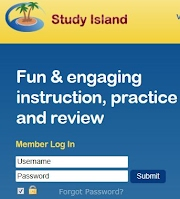 Study Island
Fun & engaging
instruction, practice
and review
Member Log In
Username
Password Submit
Forgot Password?